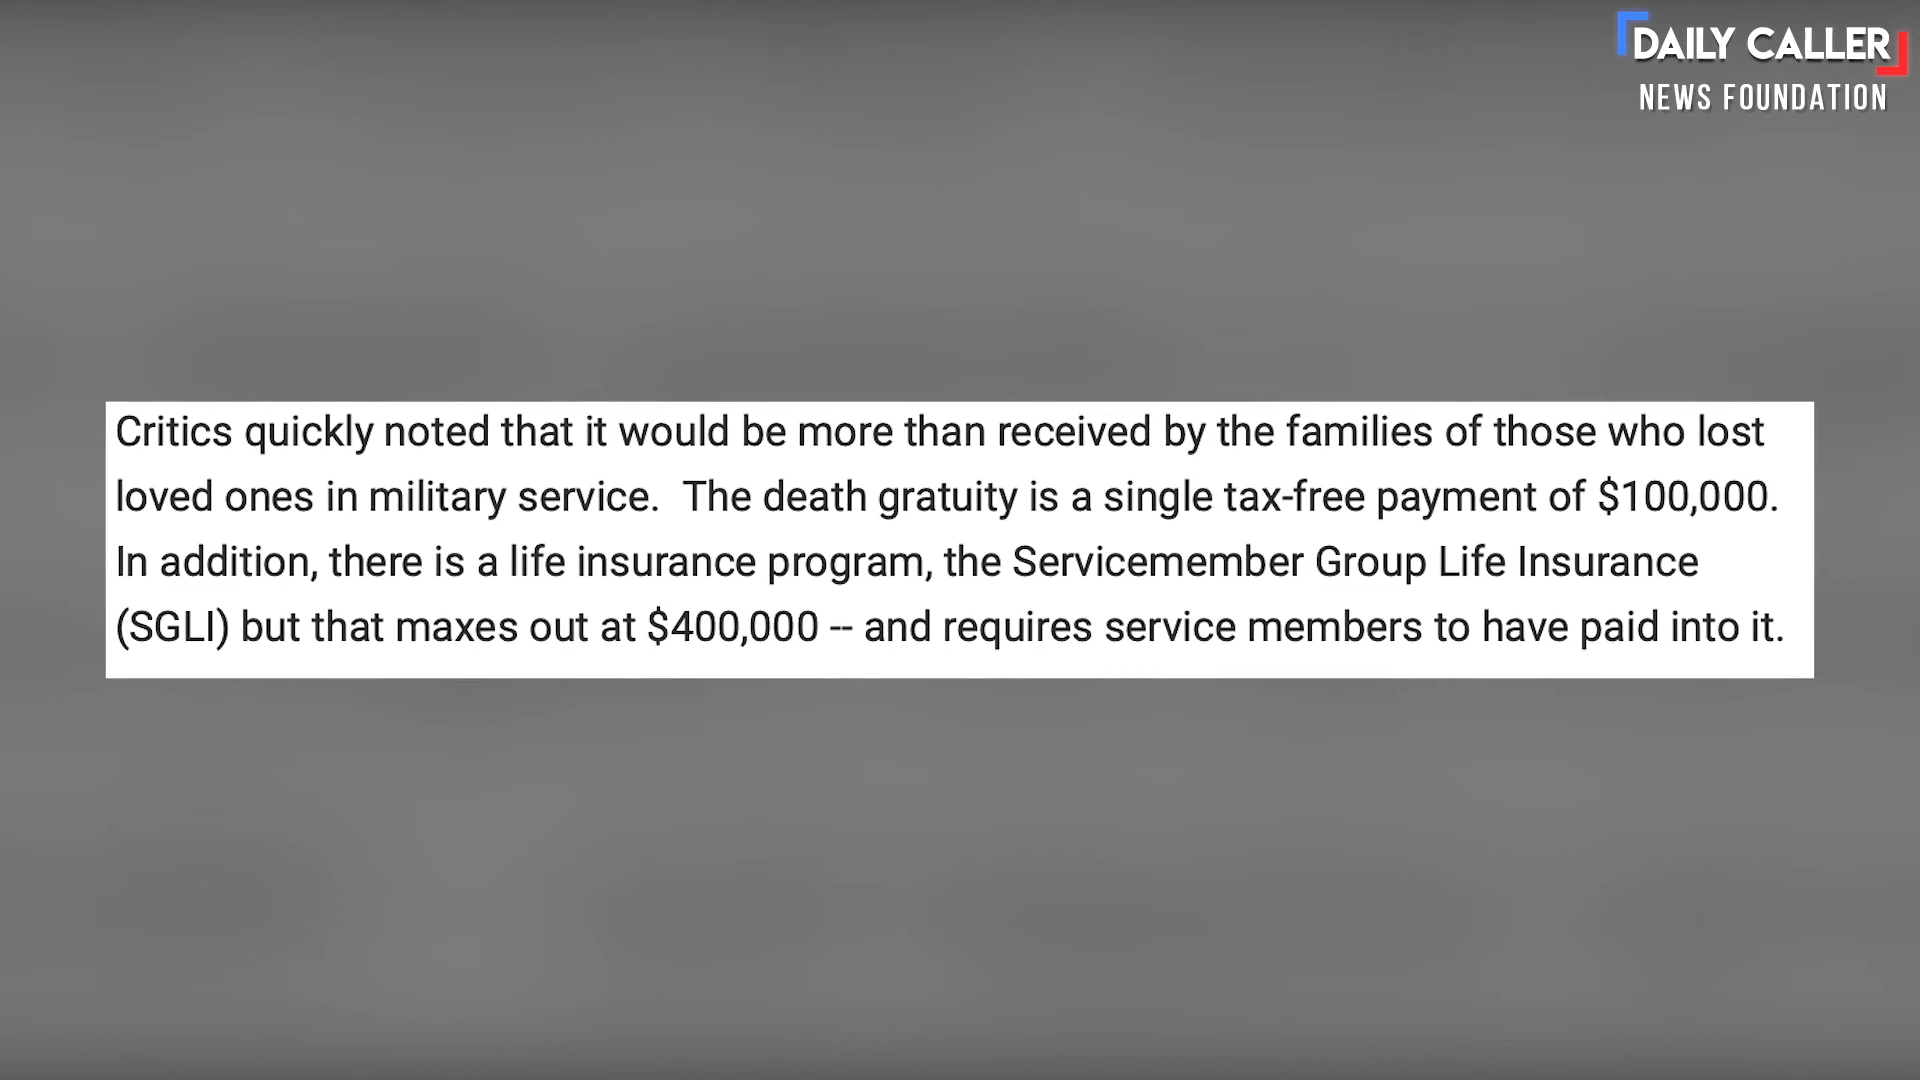 DAILY CALLER
NEWS FOUNDATION
Critics quickly noted that it would be more than received by the families of those who lost
loved ones in military service.  The death gratuity is a single tax-free payment of $100,000.
In addition, there is a life insurance program, the Servicemember Group Life Insurance
(SGLI) but that maxes out at $400,000 -- and requires service members to have paid into it.